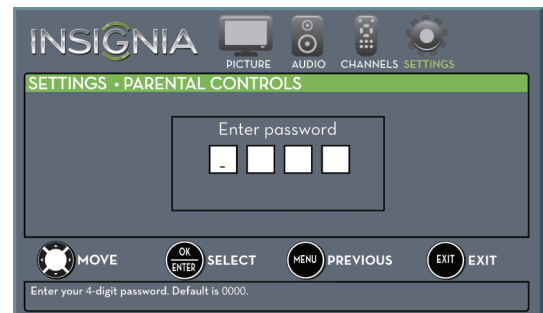 INSIGNIA
PICTURE AUDIO CHANNELS SETTINGS
SETTINGS • PARENTAL CONTROLS
Enter password
-
MOVE OK ENTER SELECT MENU PREVIOUS EXIT EXIT
Enter your 4-digit password. Default is 0000.